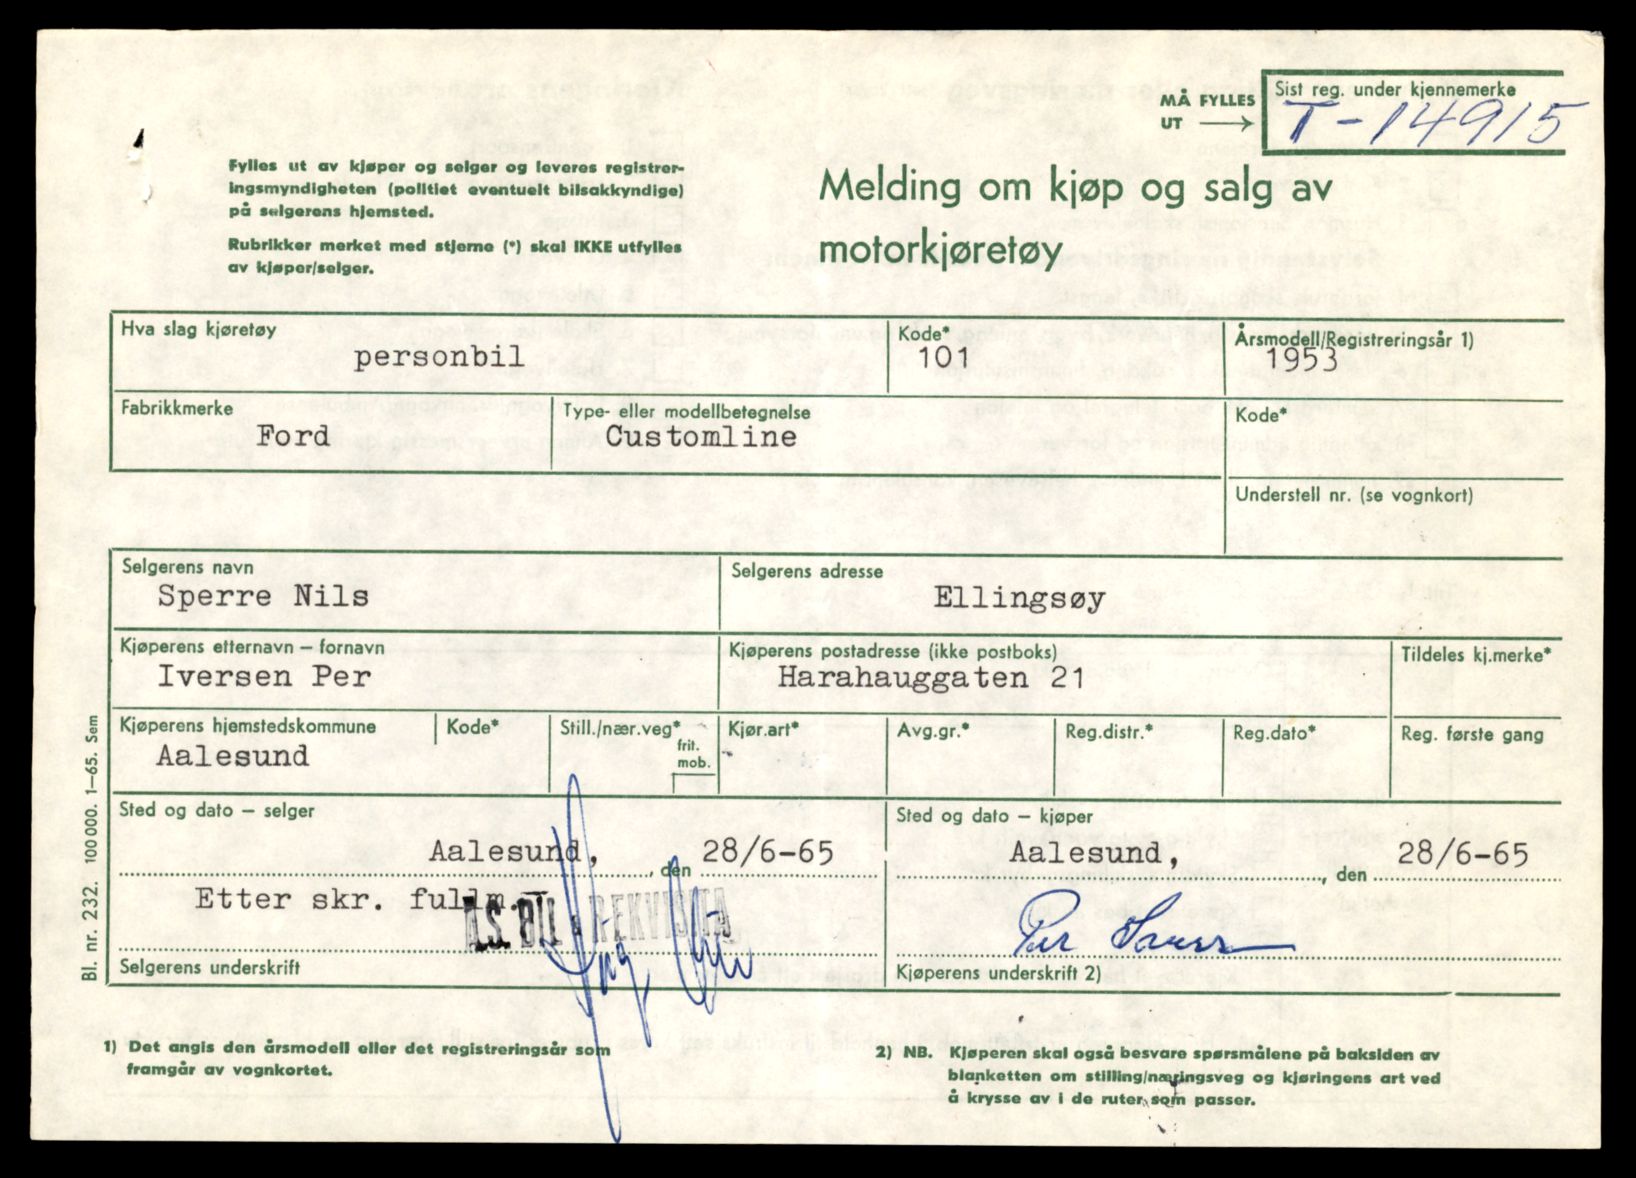 MÅ FYLLES
UT
Sist reg. under kjennemerke
T-14915
Fylles ut av kjøper og selger og leveres registrer-
ingsmyndigheten (politiet eventuelt bilsakkyndige)
på selgerens hjemsted.
Rubrikker merket med stjerne (*) skal IKKE utfylles
av kjøper/selger.
Melding om kjøp og salg av
motorkjøretøy
Hva slag kjøretøy
personbil
Kode*
101
Årsmodell/Registreringsår 1)
1953
Fabrikkmerke
Ford
Type- eller modellbetegnelse
Customline
Kode*
Understell nr. (se vognkort)
Selgerens navn
Sperre Nils
Selgerens adresse
Ellingsøy
Kjøperens etternavn – fornavn
Iversen Per
Kjøperens postadresse (ikke postboks)
Harahauggaten 21
Tildeles kj.merke*
Kjøperens hjemstedskommune
Aalesund
Kode*
Still./nær.veg*
frit.
mob.
Kjør.art*
Avg.gr.*
Reg.distr.*
Reg.dato*
Reg. første gang
Sted og dato – selger
Aalesund, den 28/6-65
Etter skr. fullm.
A.S. BIL - REKVISITA
Selgerens underskrift
Sted og dato – kjøper
Aalesund, den 28/6-65
Per
Kjøperens underskrift 2)
Bl. nr. 2332. 100 000. 1–65. Sem
1) Det angis den årsmodell eller det registreringsår som
framgår av vognkortet.
2) NB. Kjøperen skal også besvare spørsmålene på baksiden av
blanketten om stilling/næringsveg og kjøringens art ved
å krysse av i de ruter som passer.